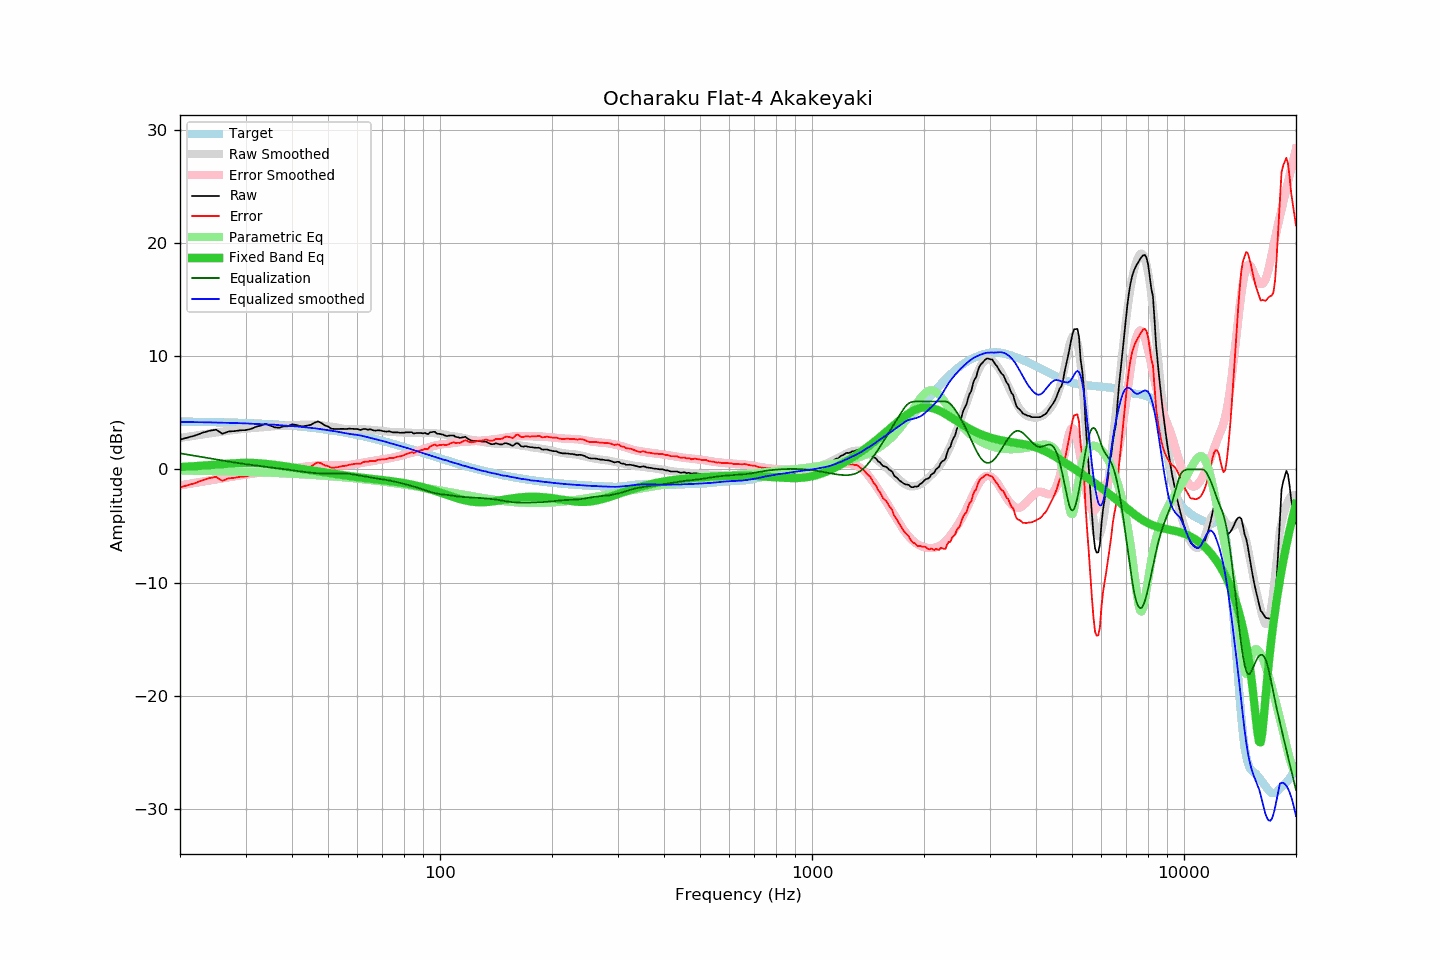 Ocharaku Flat-4 Akakeyaki
Target
Raw Smoothed
Error Smoothed
Raw
Error
Parametric Eq
Fixed Band Eq
Equalization
Equalized smoothed
30
20
10
0
−10
−20
−30
Amplitude (dBr)
100
1000
10000
Frequency (Hz)